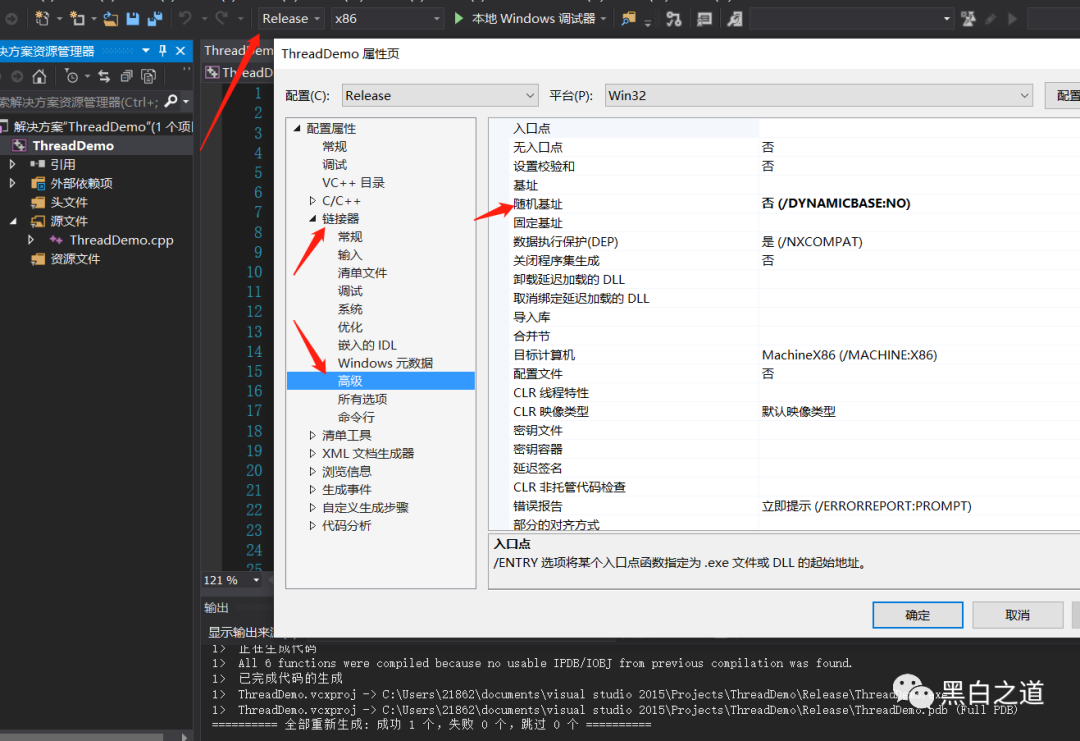 Release
x86
本地 Windows 调试器
决方案资源管理器
索解决方案资源管理器(Ctrl+;
解决方案"ThreadDemo"(1 个项
ThreadDemo
引用
外部依赖项
头文件
源文件
ThreadDemo.cpp
资源文件
ThreadDem
ThreadD
1
2
3
4
5
6
7
8
9
10
11
12
13
14
15
16
17
18
19
20
21
22
23
24
25
121 %
ThreadDemo 属性页
配置(C):
Release
平台(P):
Win32
配置
配置属性
常规
调试
VC++ 目录
C/C++
链接器
常规
输入
清单文件
调试
系统
优化
嵌入的 IDL
Windows 元数据
高级
所有选项
命令行
清单工具
XML 文档生成器
浏览信息
生成事件
自定义生成步骤
代码分析
入口点
无入口点 否
设置校验和 否
基址
随机基址 否 (/DYNAMICBASE:NO)
固定基址
数据执行保护(DEP) 是 (/NXCOMPAT)
关闭程序集生成 否
卸载延迟加载的 DLL
取消绑定延迟加载的 DLL
导入库
合并节
目标计算机 MachineX86 (/MACHINE:X86)
配置文件 否
CLR 线程特性
CLR 映像类型 默认映像类型
密钥文件
密钥容器
延迟签名
CLR 非托管代码检查
错误报告 立即提示 (/ERRORREPORT:PROMPT)
部分的对齐方式
入口点
/ENTRY 选项将某个入口点函数指定为 .exe 文件或 DLL 的起始地址。
确定
取消
输出
显示输出来源
1> 正在生成代码
1> All 6 functions were compiled because no usable IPDB/IOBJ from previous compilation was found.
1> 已完成代码的生成
1> ThreadDemo.vcxproj -> C:\Users\21862\documents\visual studio 2015\Projects\ThreadDemo\Release\ThreadDemo.exe
1> ThreadDemo.vcxproj -> C:\Users\21862\documents\visual studio 2015\Projects\ThreadDemo\Release\ThreadDemo.pdb (Full PDB)
========== 全部重新生成: 成功 1 个，失败 0 个，跳过 0 个 ==========
黑白之道